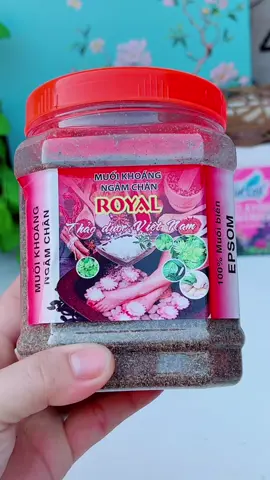 MUỐI KHOÁNG
NGÂM CHÂN
ROYAL
Thảo dược Việt Nam
MUỐI KHOÁNG
NGÂM CHÂN
100% Muối biển
EPSOM